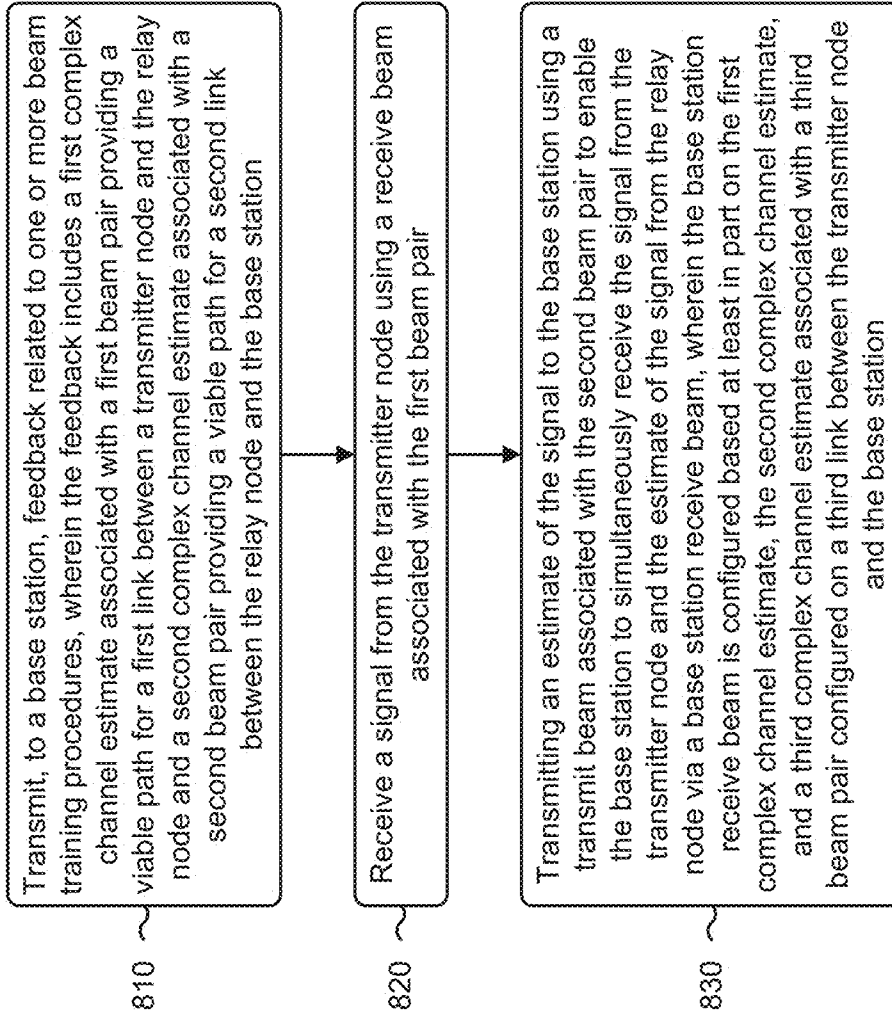 810
Transmit, to a base station, feedback related to one or more beam
training procedures, wherein the feedback includes a first complex
channel estimate associated with a first beam pair providing a
viable path for a first link between a transmitter node and the relay
node and a second complex channel estimate associated with a
second beam pair providing a viable path for a second link
between the relay node and the base station
820
Receive a signal from the transmitter node using a receive beam
associated with the first beam pair
830
Transmitting an estimate of the signal to the base station using a
transmit beam associated with the second beam pair to enable
the base station to simultaneously receive the signal from the
transmitter node and the estimate of the signal from the relay
node via a base station receive beam, wherein the base station
receive beam is configured based at least in part on the first
complex channel estimate, the second complex channel estimate,
and a third complex channel estimate associated with a third
beam pair configured on a third link between the transmitter node
and the base station